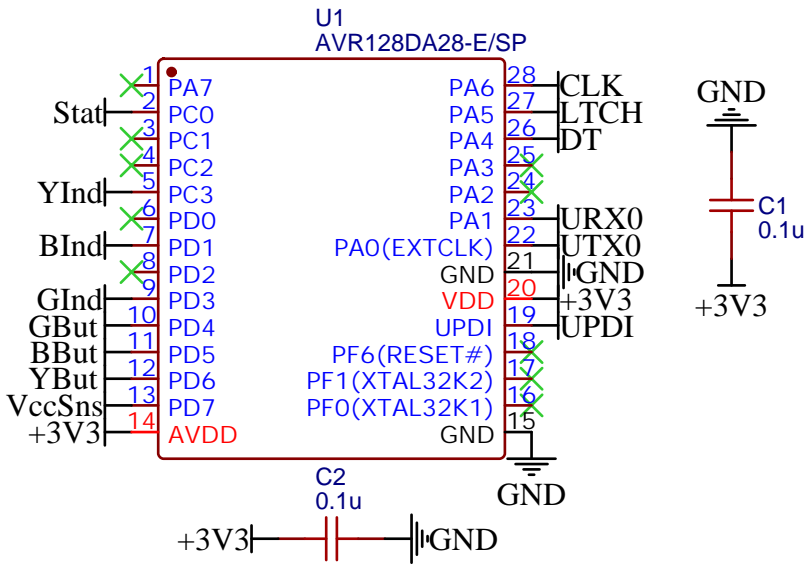 U1
AVR128DA28-E/SP
1 PA7 PA6 28 CLK
Stat 2 PC0 PA5 27 LTCH
3 PC1 PA4 26 DT
4 PC2 PA3 25
YInd 5 PC3 PA2 24
6 PD0 PA1 23 URX0
BInd 7 PD1 PA0(EXTCLK) 22 UTX0
8 PD2 GND 21 GND
GInd 9 PD3 VDD 20 +3V3
GBut 10 PD4 UPDI 19 UPDI
BBut 11 PD5 PF6(RESET#) 18
YBut 12 PD6 PF1(XTAL32K2) 17
VccSns 13 PD7 PF0(XTAL32K1) 16
+3V3 14 AVDD GND 15
GND
GND
C1
0.1u
+3V3
C2
0.1u
+3V3 GND